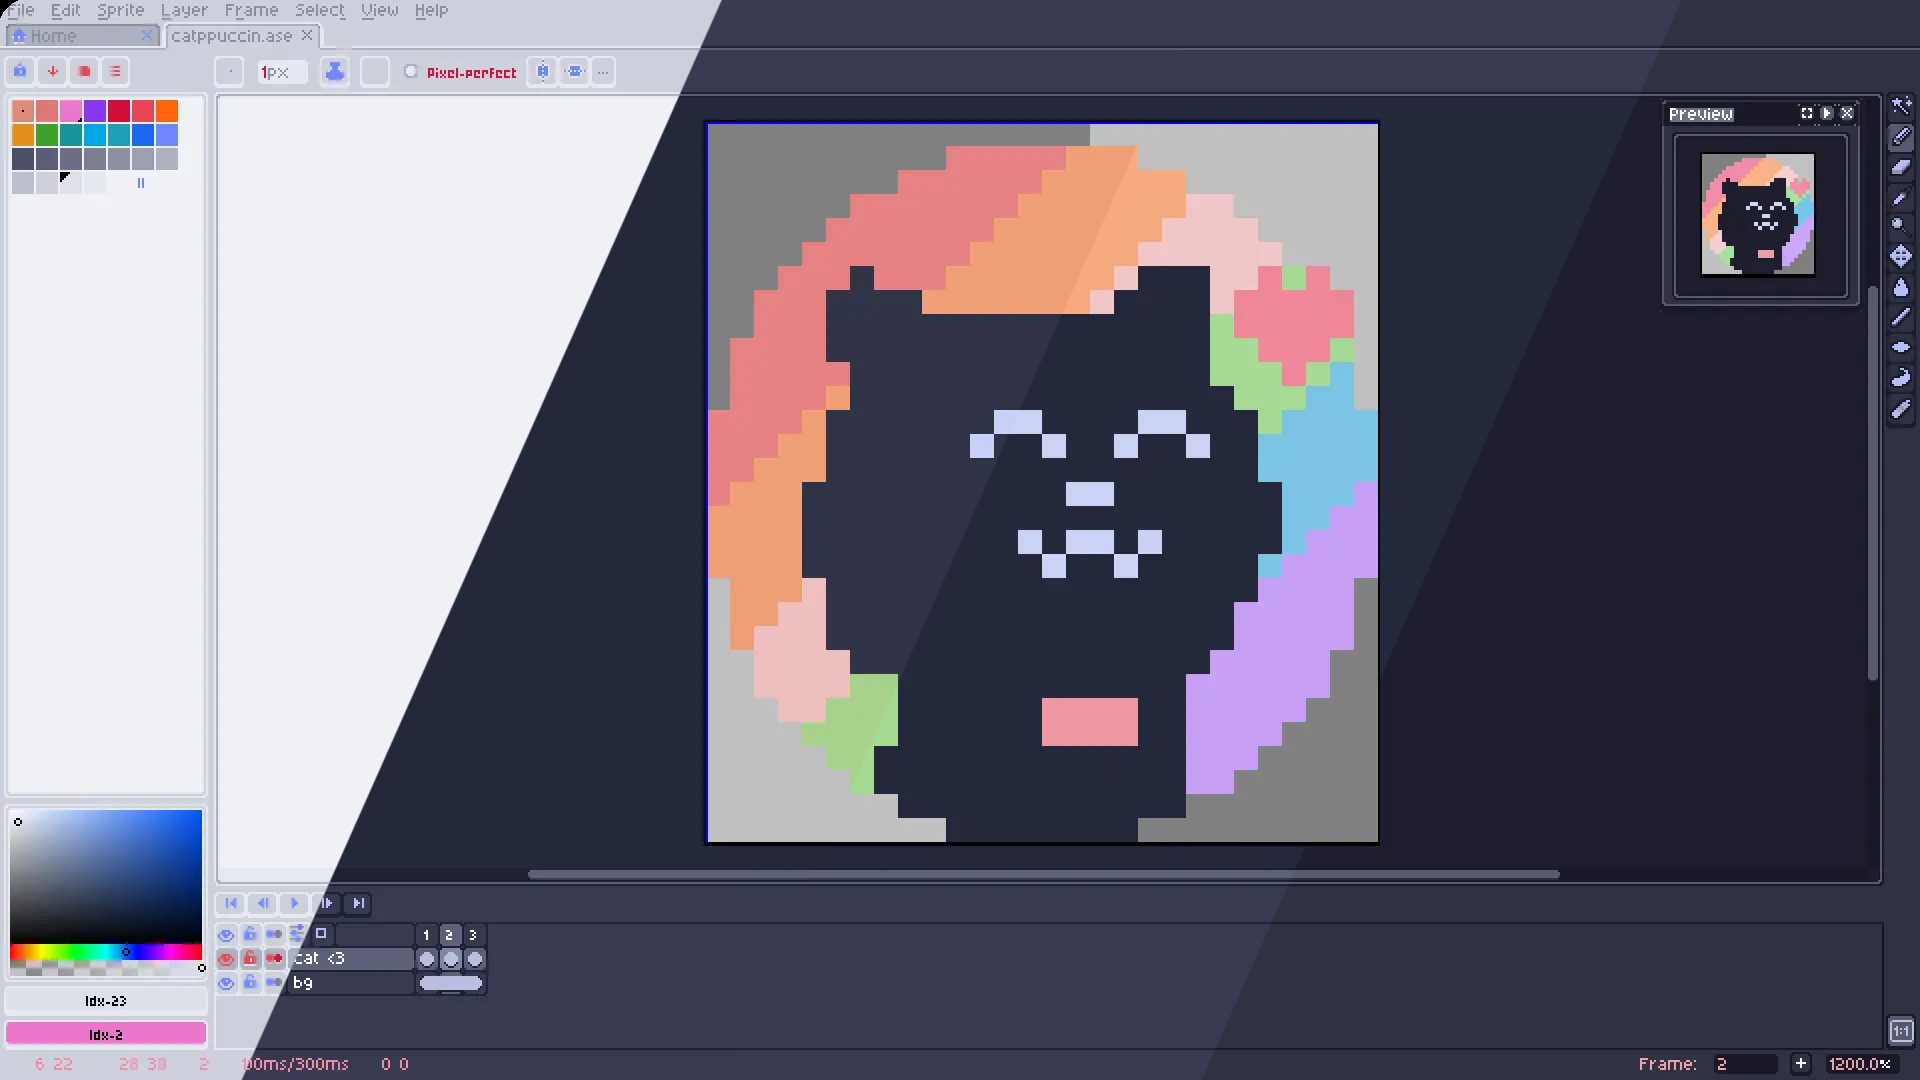 File Edit Sprite Layer Frame Select View Help
Home
catppuccin.ase
1px
Pixel-perfect
Preview
1 2 3
cat <3
bg
Idx-23
Idx-2
6 22 28 30 2
00ms/300ms 0 0
Frame: 2
1200.0%
1:1